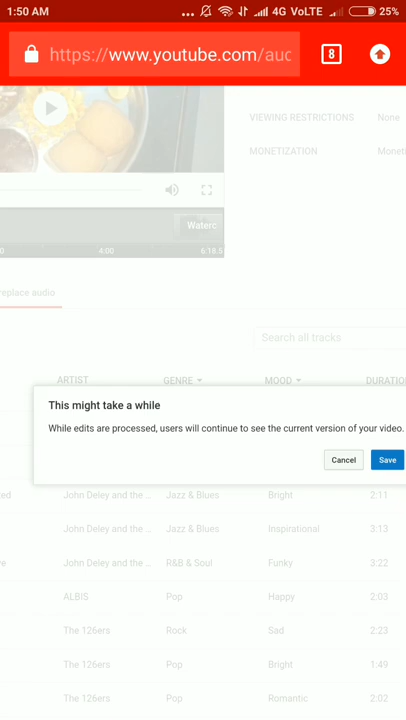 1:50 AM ... 4G VoLTE 25%
https://www.youtube.com/aud 8
VIEWING RESTRICTIONS None
MONETIZATION Moneti
Waterc
0 4:00 6:18.5
replace audio
Search all tracks
ARTIST GENRE MOOD DURATIO
This might take a while
While edits are processed, users will continue to see the current version of your video.
Cancel Save
ted John Deley and the ... Jazz & Blues Bright 2:11
John Deley and the ... Jazz & Blues Inspirational 3:13
ve John Deley and the ... R&B & Soul Funky 3:22
ALBIS Pop Happy 2:03
The 126ers Rock Sad 2:23
The 126ers Pop Bright 1:49
The 126ers Pop Romantic 2:02